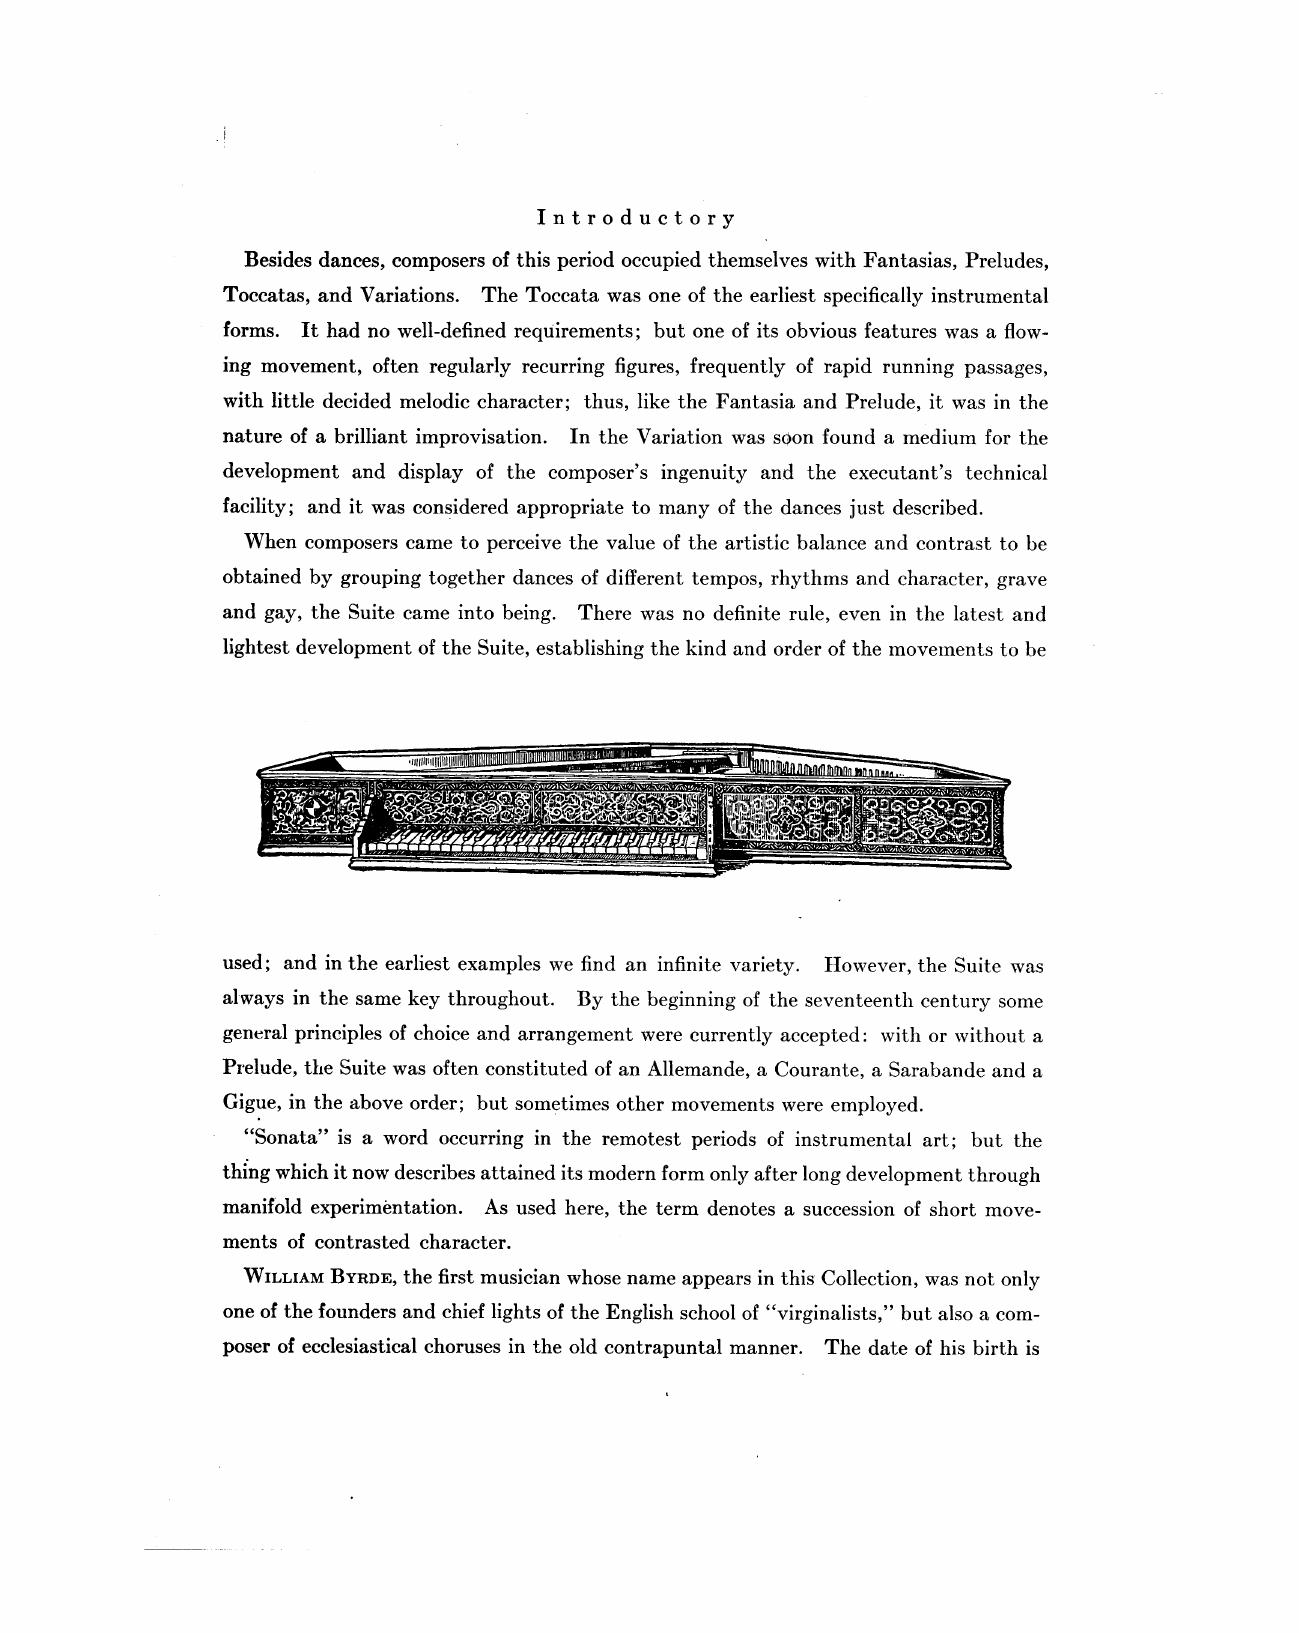 Introductory
Besides dances, composers of this period occupied themselves with Fantasias, Preludes,
Toccatas, and Variations. The Toccata was one of the earliest specifically instrumental
forms. It had no well-defined requirements; but one of its obvious features was a flow-
ing movement, often regularly recurring figures, frequently of rapid running passages,
with little decided melodic character; thus, like the Fantasia and Prelude, it was in the
nature of a brilliant improvisation. In the Variation was soon found a medium for the
development and display of the composer's ingenuity and the executant's technical
facility; and it was considered appropriate to many of the dances just described.
When composers came to perceive the value of the artistic balance and contrast to be
obtained by grouping together dances of different tempos, rhythms and character, grave
and gay, the Suite came into being. There was no definite rule, even in the latest and
lightest development of the Suite, establishing the kind and order of the movements to be
used; and in the earliest examples we find an infinite variety. However, the Suite was
always in the same key throughout. By the beginning of the seventeenth century some
general principles of choice and arrangement were currently accepted: with or without a
Prelude, the Suite was often constituted of an Allemande, a Courante, a Sarabande and a
Gigue, in the above order; but sometimes other movements were employed.
“Sonata” is a word occurring in the remotest periods of instrumental art; but the
thing which it now describes attained its modern form only after long development through
manifold experimentation. As used here, the term denotes a succession of short move-
ments of contrasted character.
WILLIAM BYRDE, the first musician whose name appears in this Collection, was not only
one of the founders and chief lights of the English school of “virginalists,” but also a com-
poser of ecclesiastical choruses in the old contrapuntal manner. The date of his birth is